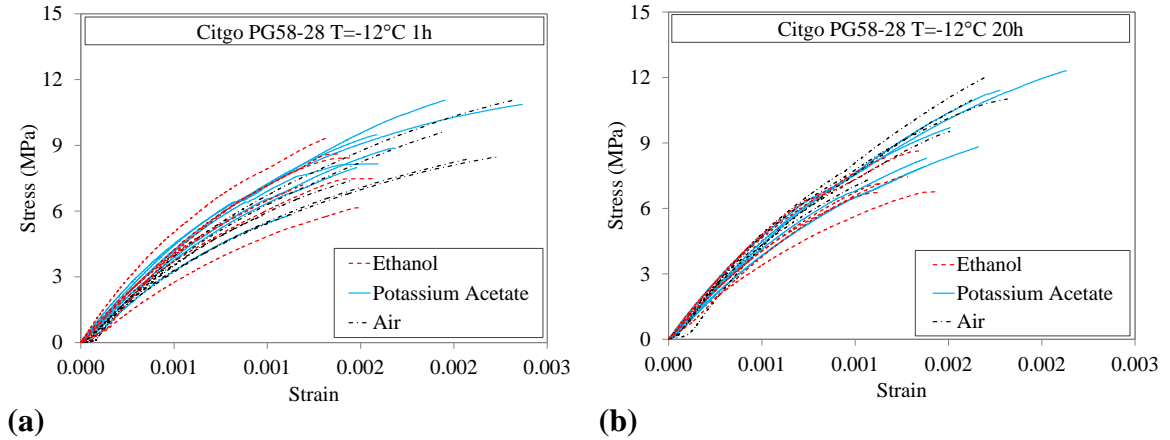 Citgo PG58-28 T=-12°C 1h
15
12
9
6
3
0
Stress (MPa)
0.000 0.001 0.001 0.002 0.002 0.003
Strain
Ethanol
Potassium Acetate
Air
(a)
Citgo PG58-28 T=-12°C 20h
15
12
9
6
3
0
Stress (MPa)
0.000 0.001 0.001 0.002 0.002 0.003
Strain
Ethanol
Potassium Acetate
Air
(b)